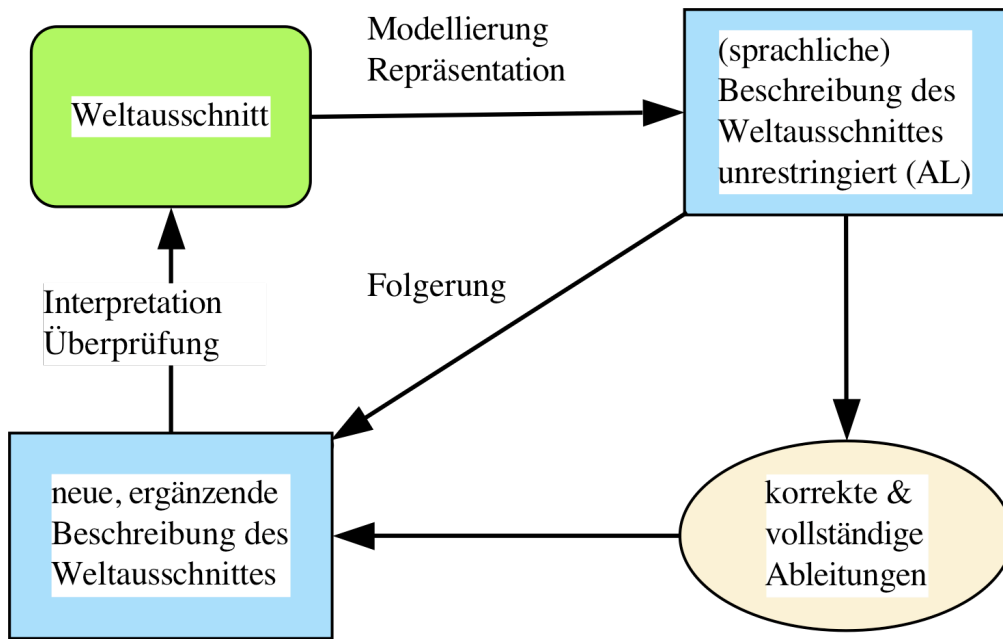 Weltausschnitt
Modellierung
Repräsentation
(sprachliche)
Beschreibung des
Weltausschnittes
unrestringiert (AL)
Folgerung
Interpretation
Überprüfung
neue, ergänzende
Beschreibung des
Weltausschnittes
korrekte &
vollständige
Ableitungen